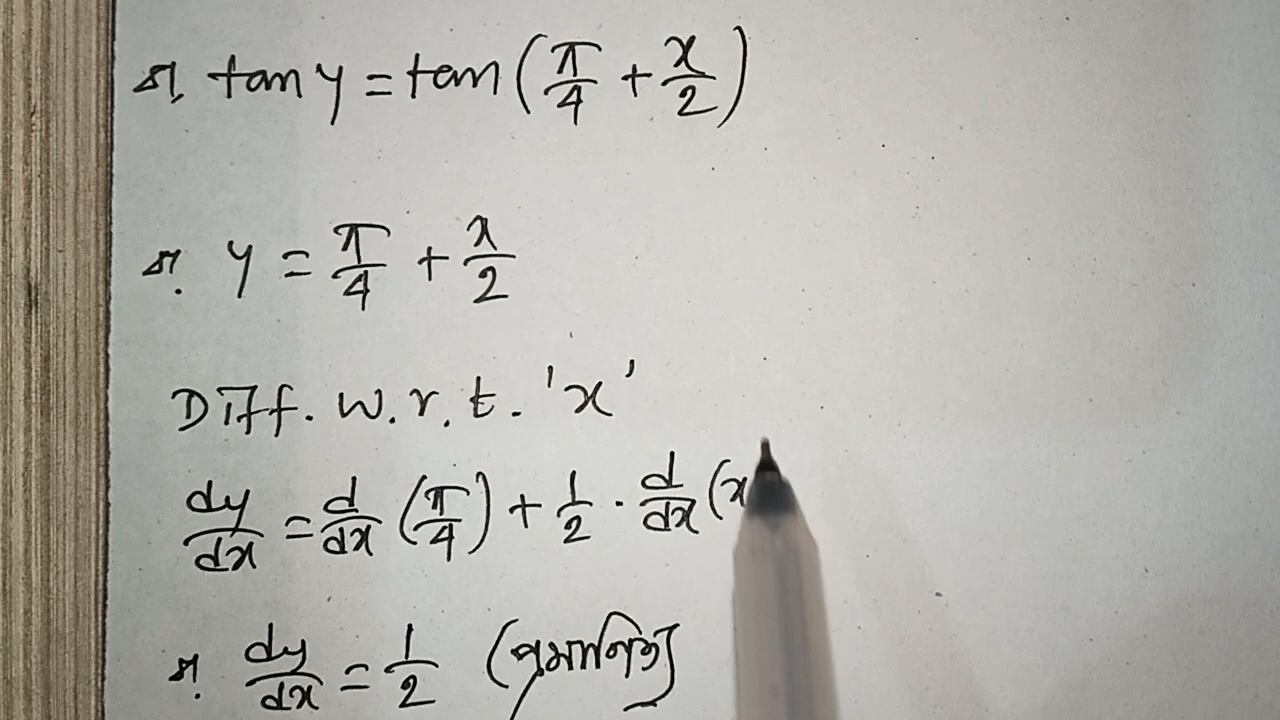 বা, tan y = tan(π/4 + x/2)
বা, y = π/4 + x/2
Diff. w.r.t. 'x'
dy/dx = d/dx (π/4) + 1/2 · d/dx (x
বা, dy/dx = 1/2 (প্রমাণিত)